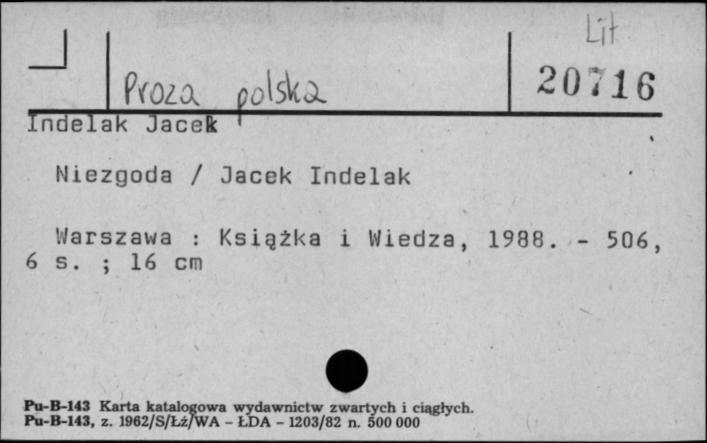 Lit
Proza polska
20716
Indelak Jacek
Niezgoda / Jacek Indelak
Warszawa : Książka i Wiedza, 1988. - 506,
6 s. ; 16 cm
Pu-B-143 Karta katalogowa wydawnictw zwartych i ciągłych.
Pu-B-143, z. 1962/S/Łż/WA - ŁDA - 1203/82 n. 500 000